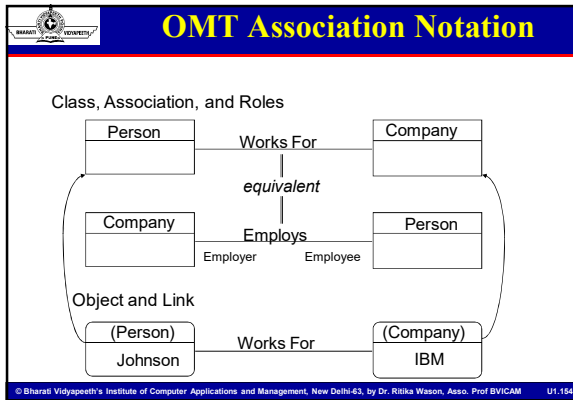 BHARATI VIDYAPEETH
PUNE
OMT Association Notation
Class, Association, and Roles
Person Works For Company
equivalent
Company Employs Person
Employer Employee
Object and Link
(Person) Works For (Company)
Johnson IBM
© Bharati Vidyapeeth's Institute of Computer Applications and Management, New Delhi-63, by Dr. Ritika Wason, Asso. Prof BVICAM U1.154